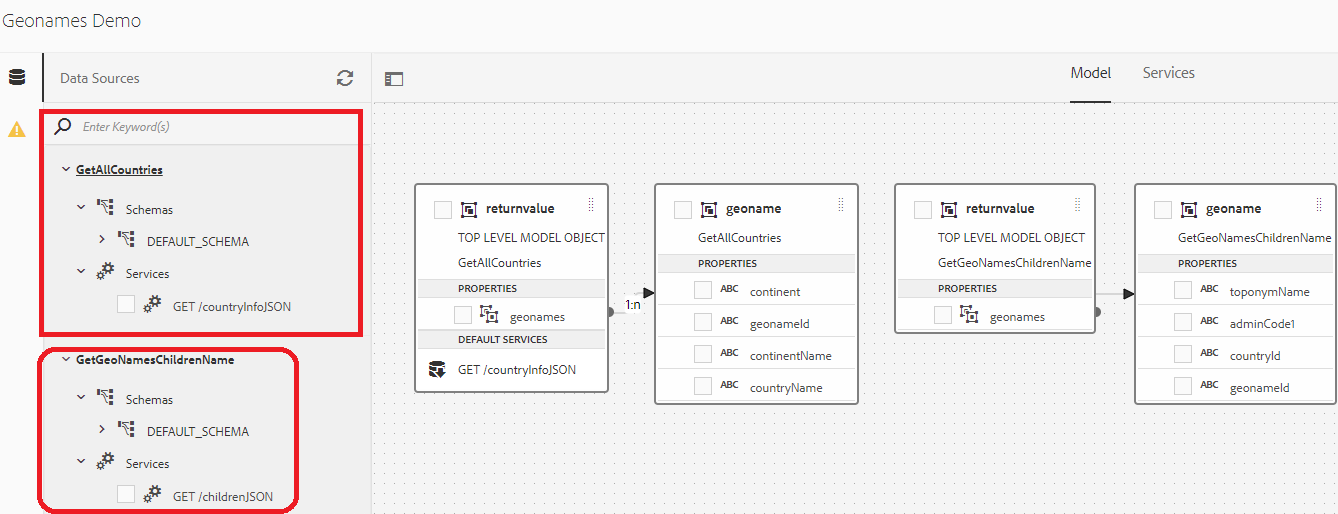 Geonames Demo
Data Sources
Model
Services
Enter Keyword(s)
GetAllCountries
Schemas
DEFAULT_SCHEMA
Services
GET /countryInfoJSON
GetGeoNamesChildrenName
Schemas
DEFAULT_SCHEMA
Services
GET /childrenJSON
returnvalue
TOP LEVEL MODEL OBJECT
GetAllCountries
PROPERTIES
geonames
DEFAULT SERVICES
GET /countryInfoJSON
1:n
geoname
GetAllCountries
PROPERTIES
ABC continent
ABC geonameId
ABC continentName
ABC countryName
returnvalue
TOP LEVEL MODEL OBJECT
GetGeoNamesChildrenName
PROPERTIES
geonames
geoname
GetGeoNamesChildrenName
PROPERTIES
ABC toponymName
ABC adminCode1
ABC countryId
ABC geonameId